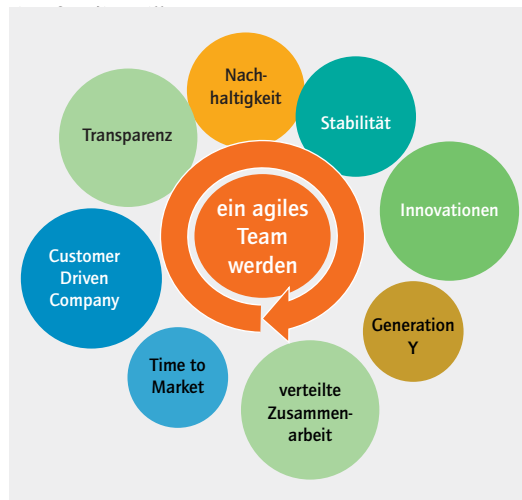 Nach-
haltigkeit
Stabilität
Transparenz
Innovationen
ein agiles
Team
werden
Customer
Driven
Company
Generation
Y
Time to
Market
verteilte
Zusammen-
arbeit